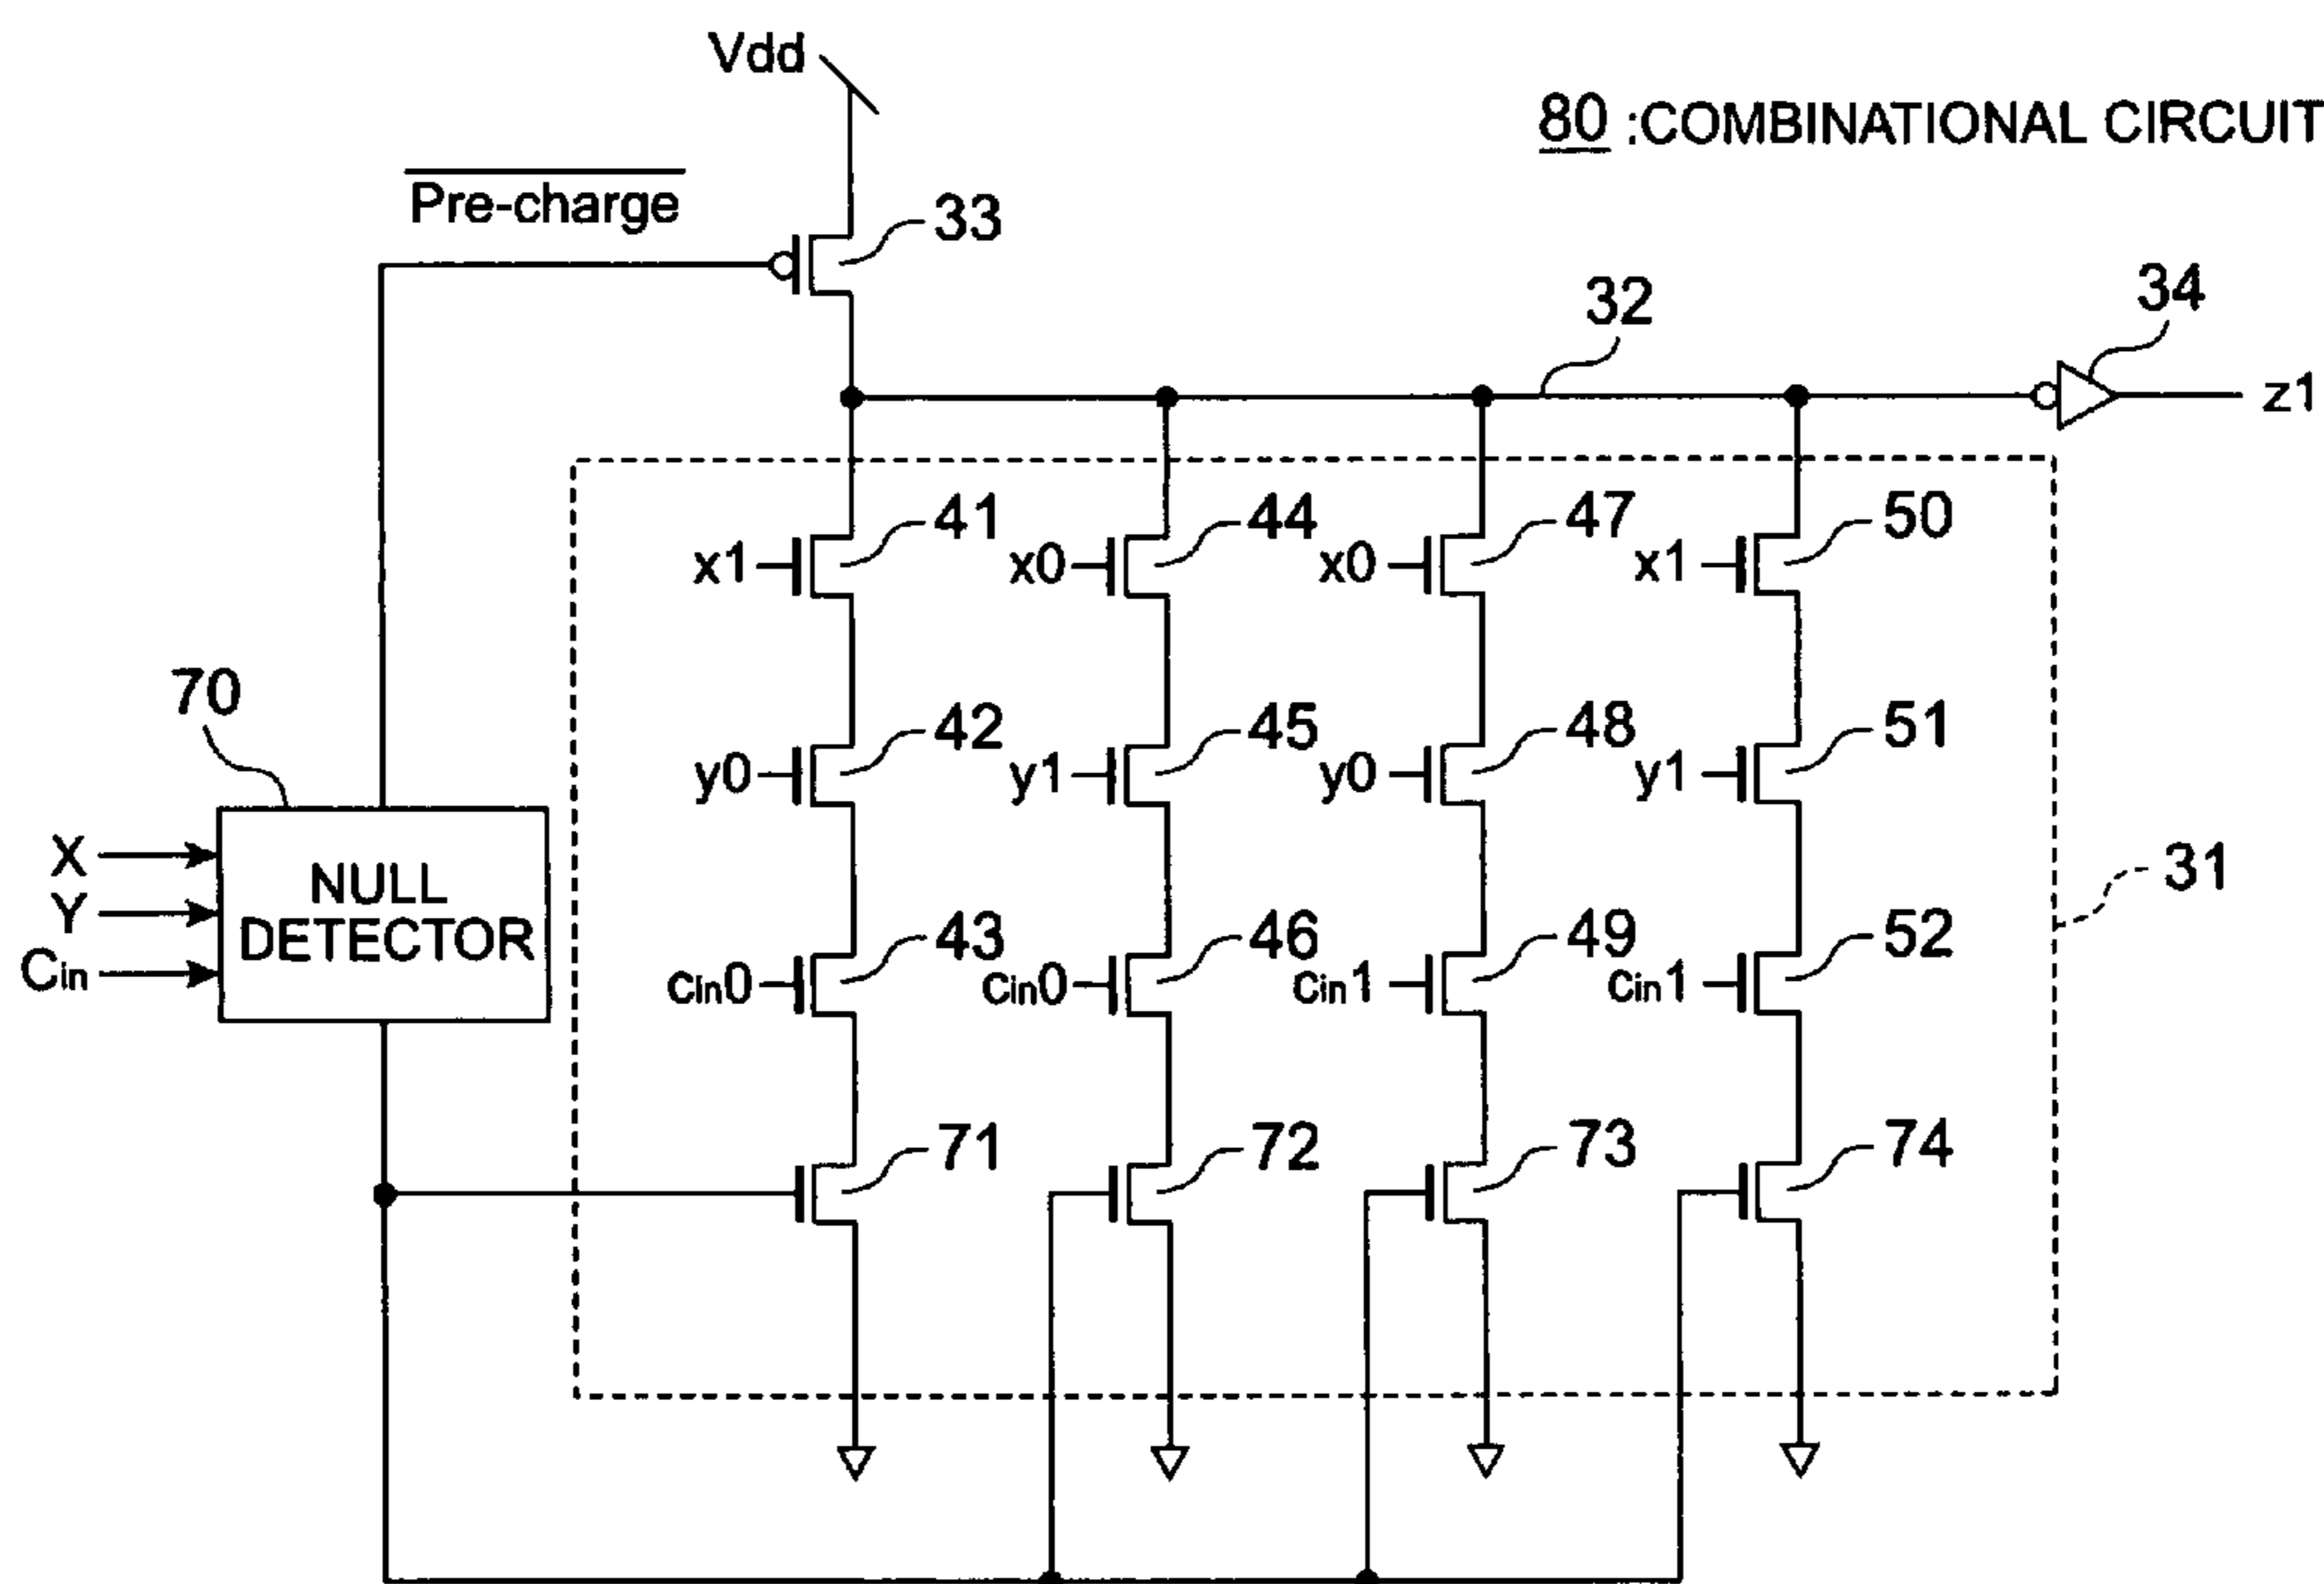 Vdd
80 :COMBINATIONAL CIRCUIT
Pre-charge
33
32
34
z1
41
44
47
50
x1
x0
x0
x1
70
42
45
48
51
y0
y1
y0
y1
X
Y
Cin
NULL
DETECTOR
31
43
46
49
52
Cin0
Cin0
Cin1
Cin1
71
72
73
74